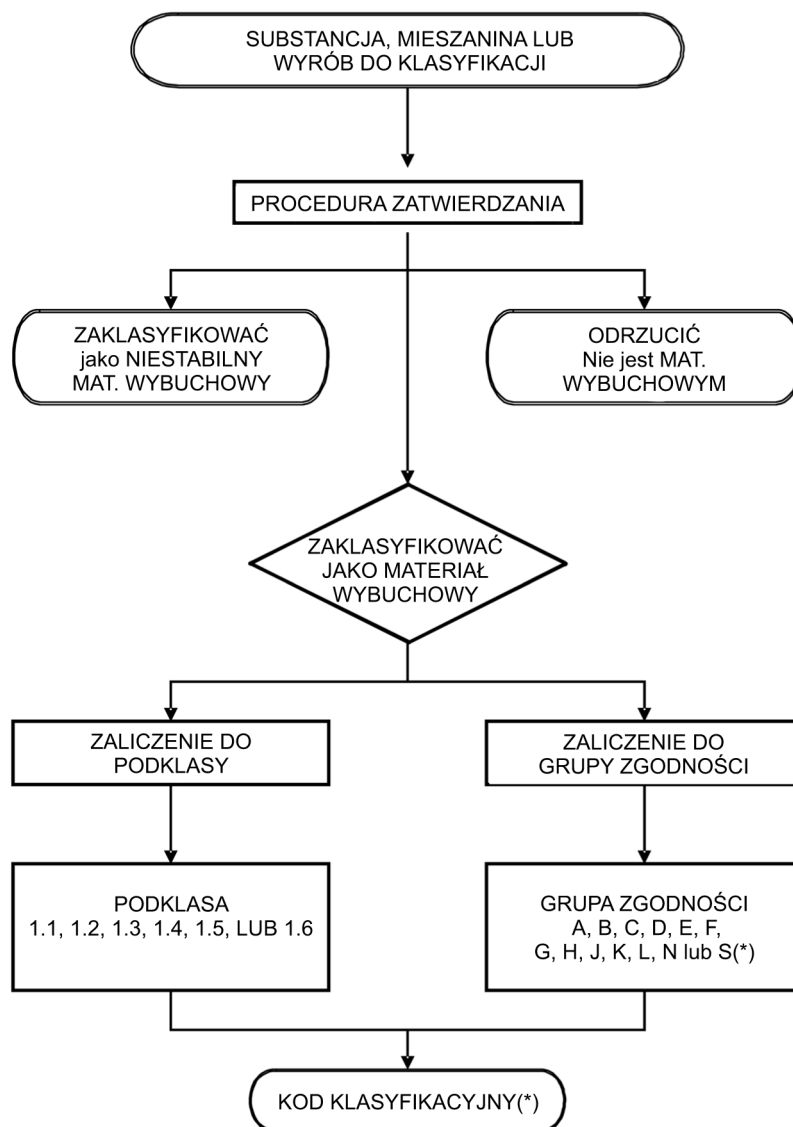 SUBSTANCJA, MIESZANINA LUB
WYRÓB DO KLASYFIKACJI
PROCEDURA ZATWIERDZANIA
ZAKLASYFIKOWAĆ
jako NIESTABILNY
MAT. WYBUCHOWY
ODRZUCIĆ
Nie jest MAT.
WYBUCHOWYM
ZAKLASYFIKOWAĆ
JAKO MATERIAŁ
WYBUCHOWY
ZALICZENIE DO
PODKLASY
ZALICZENIE DO
GRUPY ZGODNOŚCI
PODKLASA
1.1, 1.2, 1.3, 1.4, 1.5, LUB 1.6
GRUPA ZGODNOŚCI
A, B, C, D, E, F,
G, H, J, K, L, N lub S(*)
KOD KLASYFIKACYJNY(*)